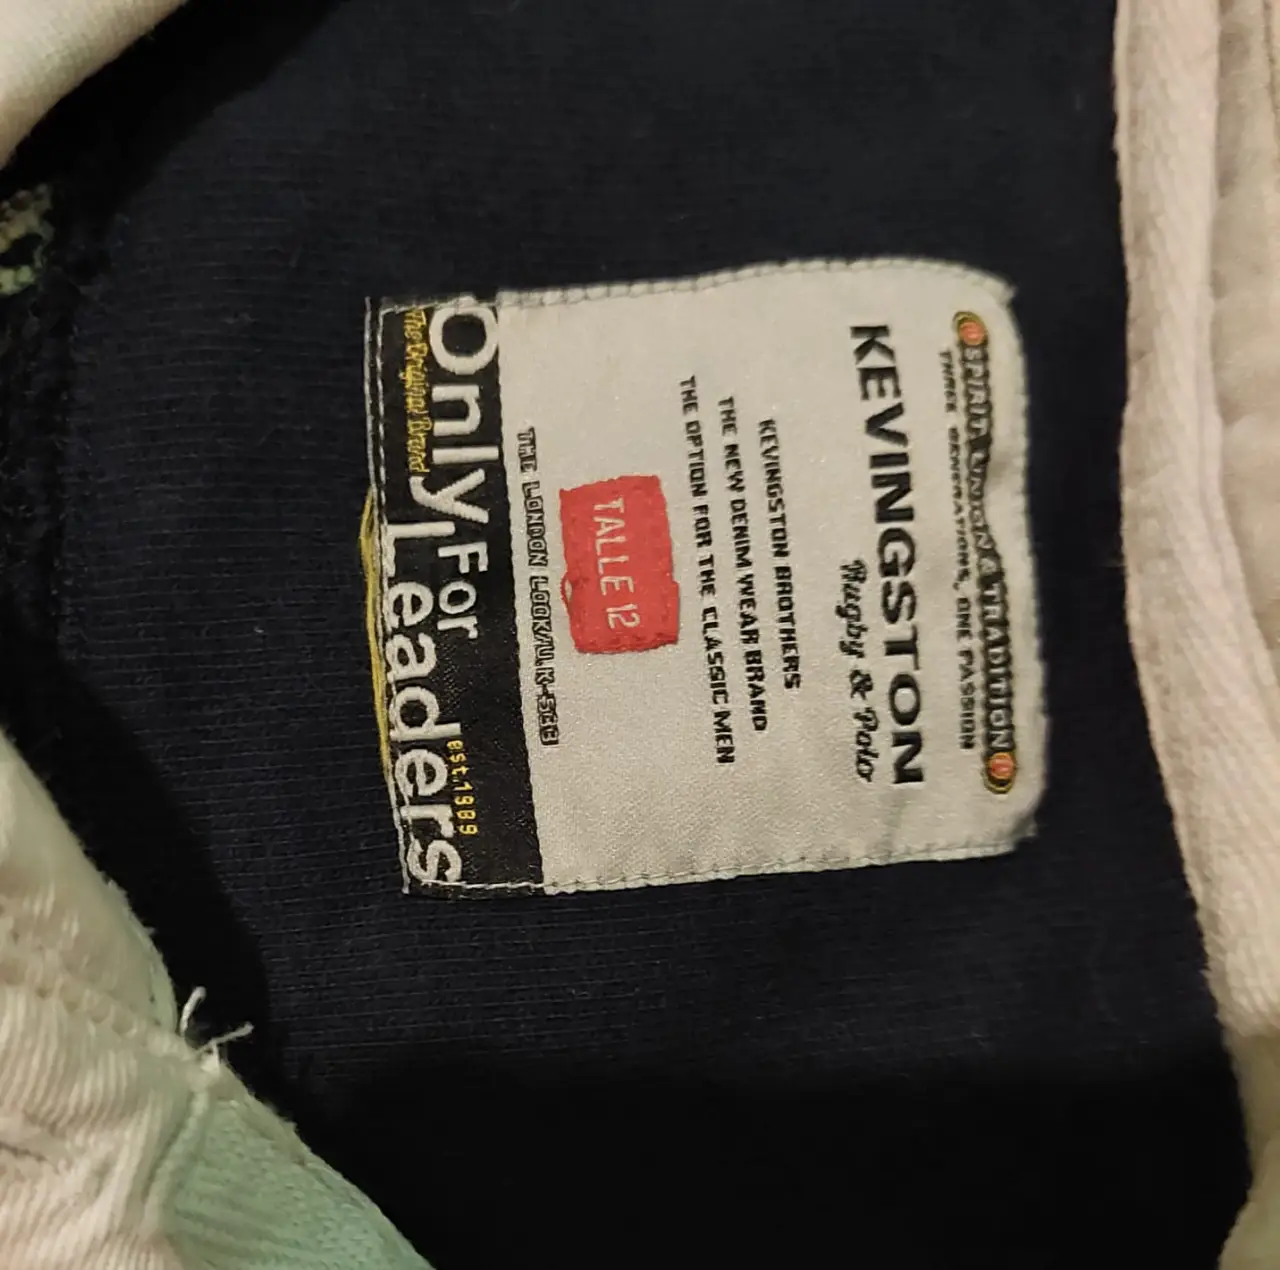 SPIRIT, UNION & TRADITION
THREE GENERATIONS, ONE PASSION
KEVINGSTON
Rugby & Polo
KEVINGSTON BROTHERS
THE NEW DENIM WEAR BRAND
THE OPTION FOR THE CLASSIC MEN
TALLE 12
THE LONDON LOOK/U.K-SEB
Only For
est.1989
Leaders
The Original Brand